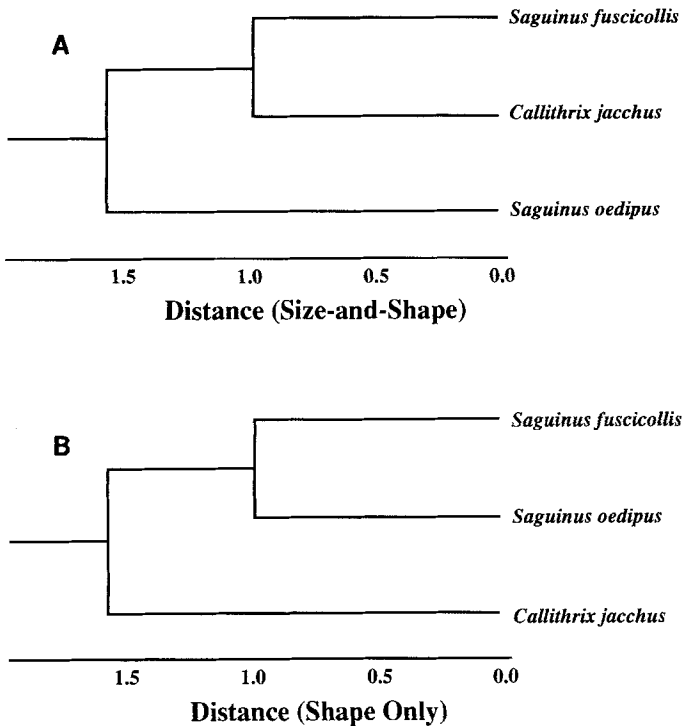 A
Saguinus fuscicollis
Callithrix jacchus
Saguinus oedipus
1.5 1.0 0.5 0.0
Distance (Size-and-Shape)
B
Saguinus fuscicollis
Saguinus oedipus
Callithrix jacchus
1.5 1.0 0.5 0.0
Distance (Shape Only)